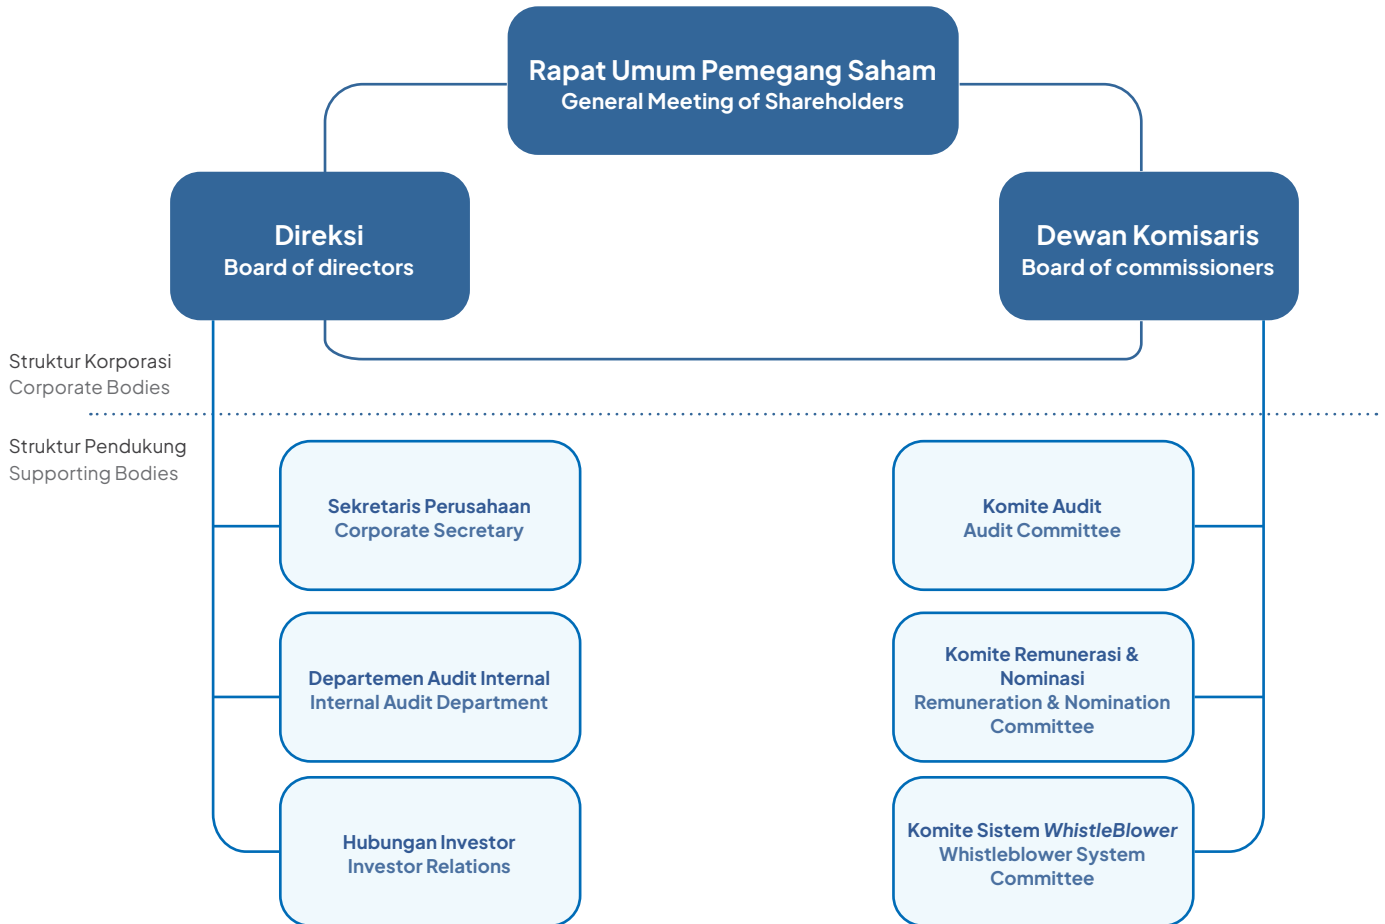 Rapat Umum Pemegang Saham
General Meeting of Shareholders
Direksi
Board of directors
Dewan Komisaris
Board of commissioners
Struktur Korporasi
Corporate Bodies
Struktur Pendukung
Supporting Bodies
Sekretaris Perusahaan
Corporate Secretary
Komite Audit
Audit Committee
Departemen Audit Internal
Internal Audit Department
Komite Remunerasi &
Nominasi
Remuneration & Nomination
Committee
Hubungan Investor
Investor Relations
Komite Sistem WhistleBlower
Whistleblower System
Committee